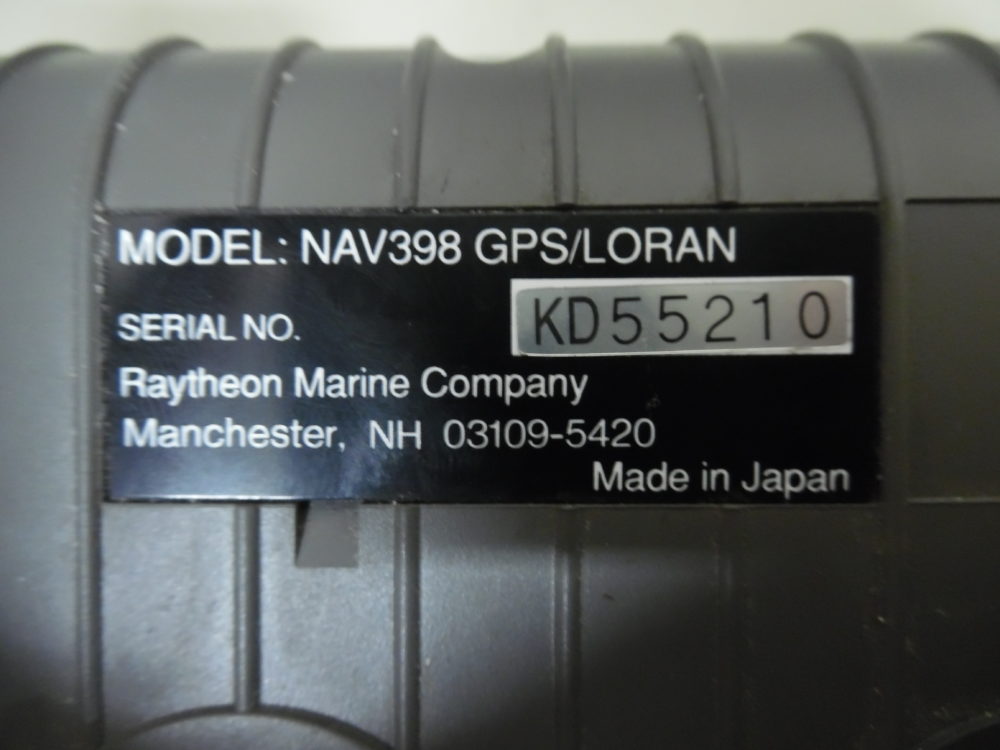 MODEL: NAV398 GPS/LORAN
SERIAL NO. KD55210
Raytheon Marine Company
Manchester, NH 03109-5420
Made in Japan